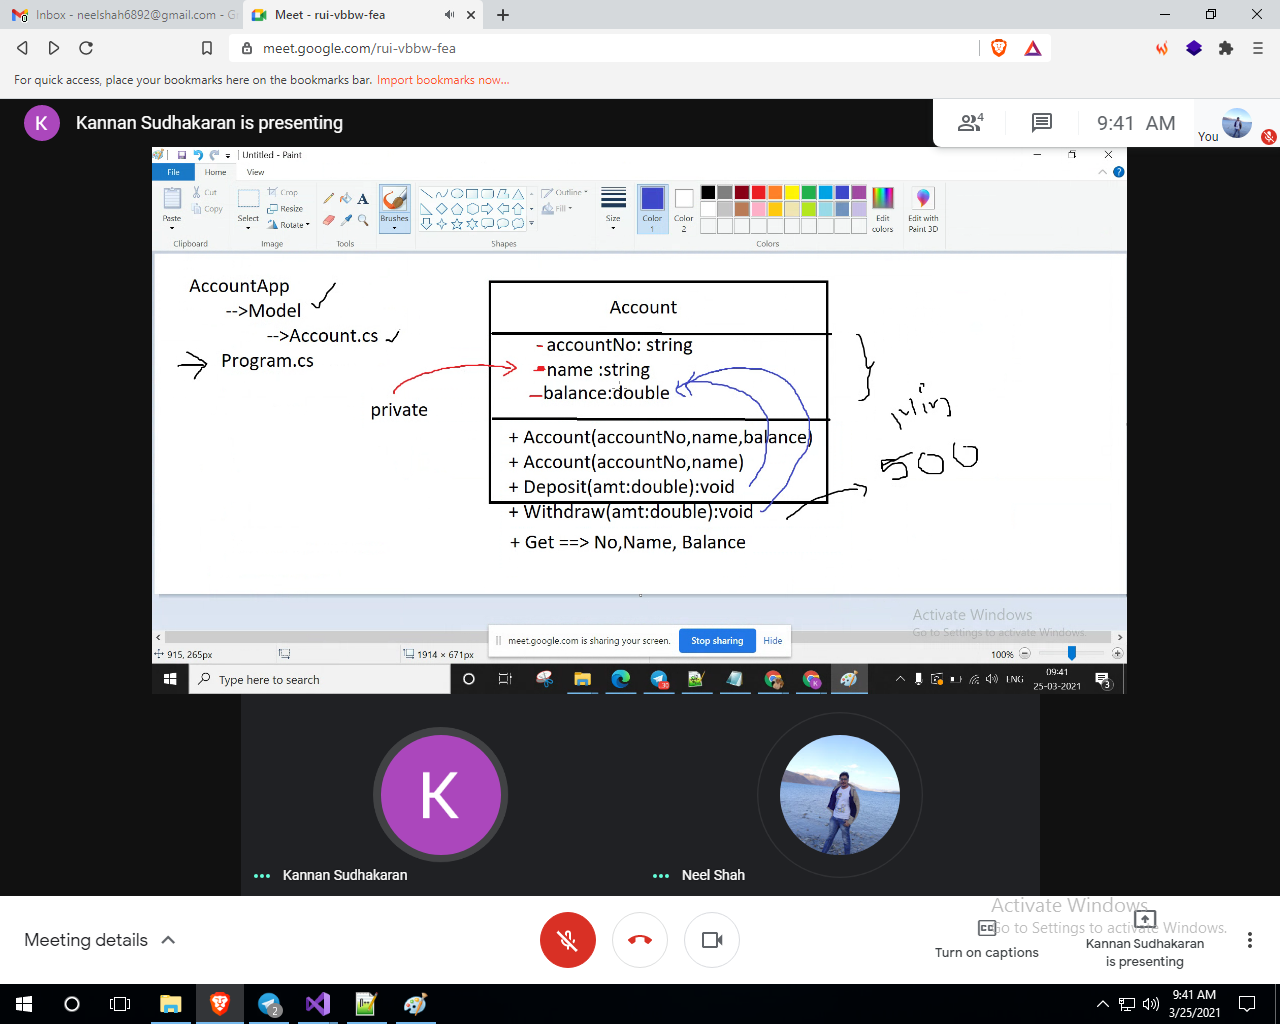 Inbox - neelshah6892@gmail.com - G
Meet - rui-vbbw-fea
meet.google.com/rui-vbbw-fea
For quick access, place your bookmarks here on the bookmarks bar. Import bookmarks now...
K
Kannan Sudhakaran is presenting
4
9:41 AM
You
Untitled - Paint
File
Home
View
Paste
Cut
Copy
Clipboard
Select
Crop
Resize
Rotate
Image
A
Tools
Brushes
Shapes
Outline
Fill
Size
Color 1
Color 2
Colors
Edit colors
Edit with Paint 3D
AccountApp
-->Model
-->Account.cs
Program.cs
private
Account
- accountNo: string
- name :string
- balance:double
+ Account(accountNo,name,balance)
+ Account(accountNo,name)
+ Deposit(amt:double):void
+ Withdraw(amt:double):void
+ Get ==> No,Name, Balance
500
Activate Windows
Go to Settings to activate Windows.
meet.google.com is sharing your screen.
Stop sharing
Hide
915, 265px
1914 × 671px
100%
Type here to search
30
K
ENG
09:41
25-03-2021
3
K
Kannan Sudhakaran
Neel Shah
Meeting details
Turn on captions
Kannan Sudhakaran is presenting
Activate Windows
Go to Settings to activate Windows.
2
9:41 AM
3/25/2021